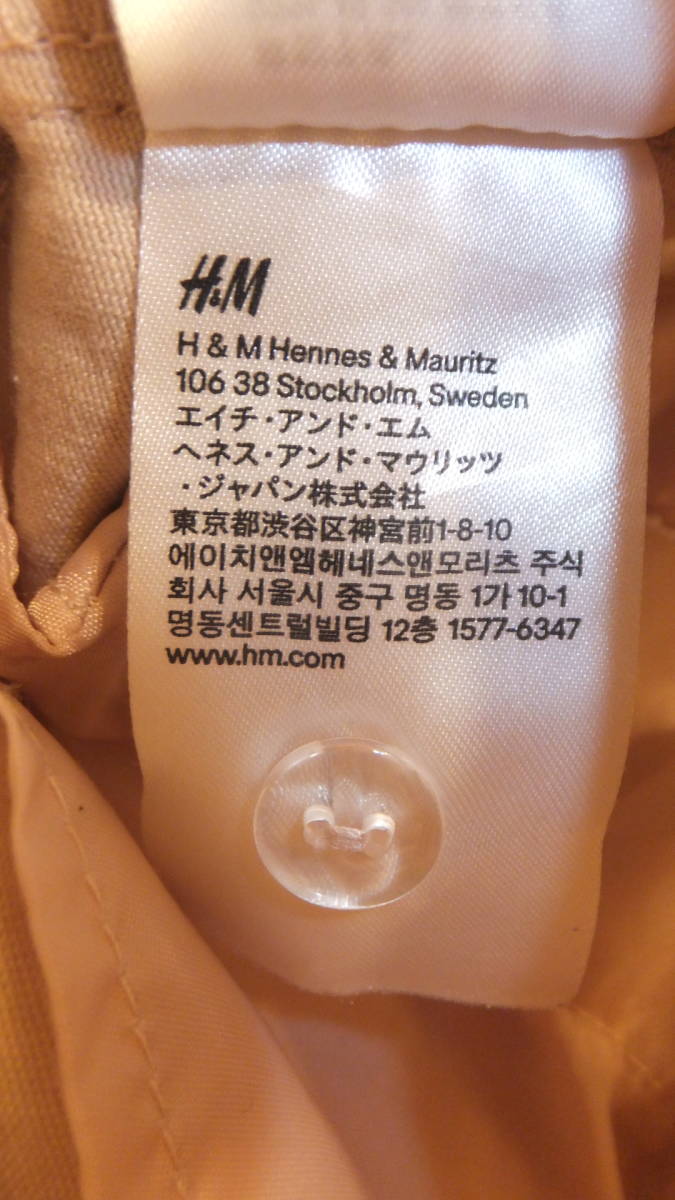 H&M
H & M Hennes & Mauritz
106 38 Stockholm, Sweden
エイチ・アンド・エム
ヘネス・アンド・マウリッツ
・ジャパン株式会社
東京都渋谷区神宮前1-8-10
에이치앤엠헤네스앤모리츠 주식
회사 서울시 중구 명동 1가 10-1
명동센트럴빌딩 12층 1577-6347
www.hm.com